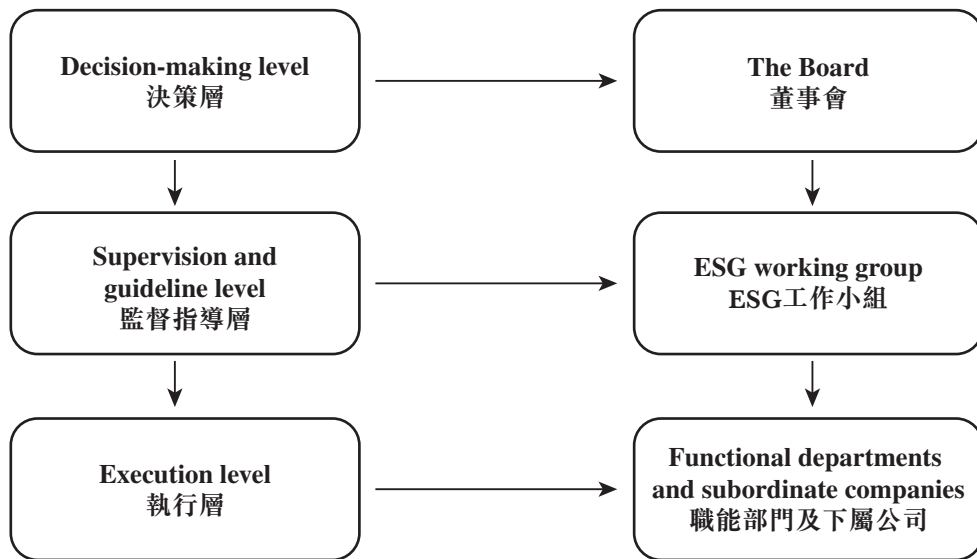 Decision-making level
決策層
The Board
董事會
Supervision and
guideline level
監督指導層
ESG working group
ESG工作小組
Execution level
執行層
Functional departments
and subordinate companies
職能部門及下屬公司